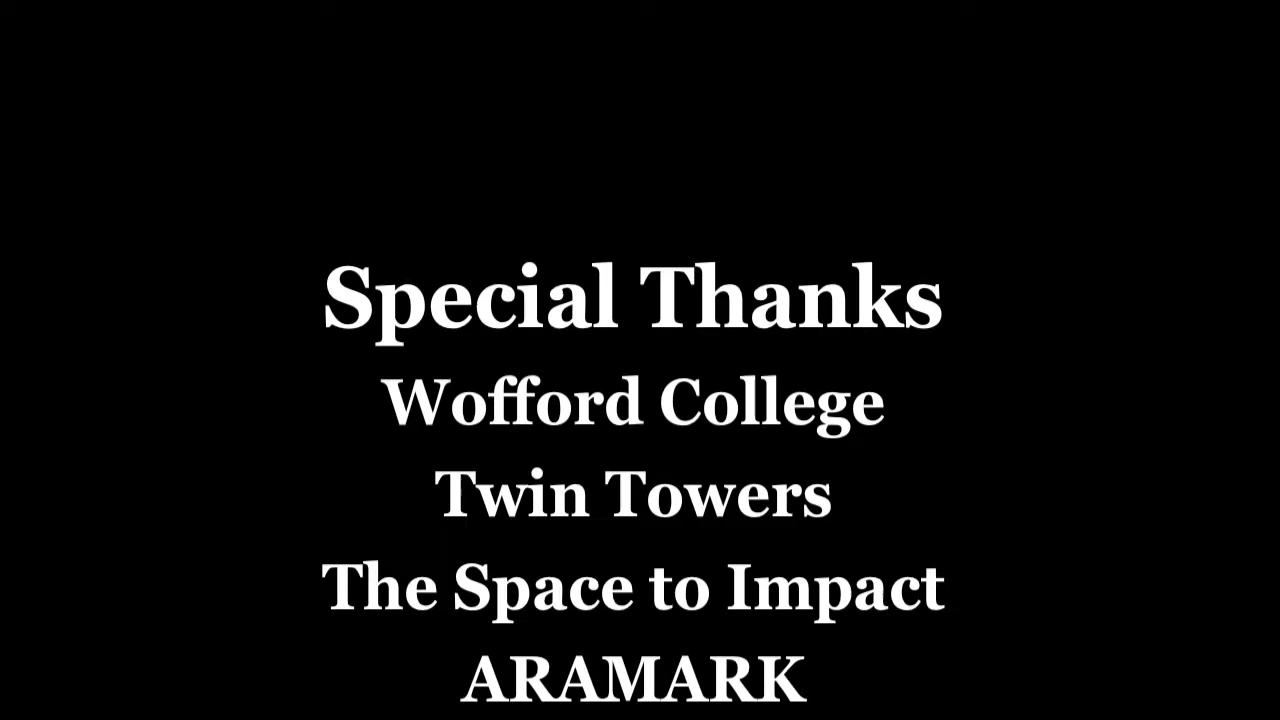 Special Thanks
Wofford College
Twin Towers
The Space to Impact
ARAMARK